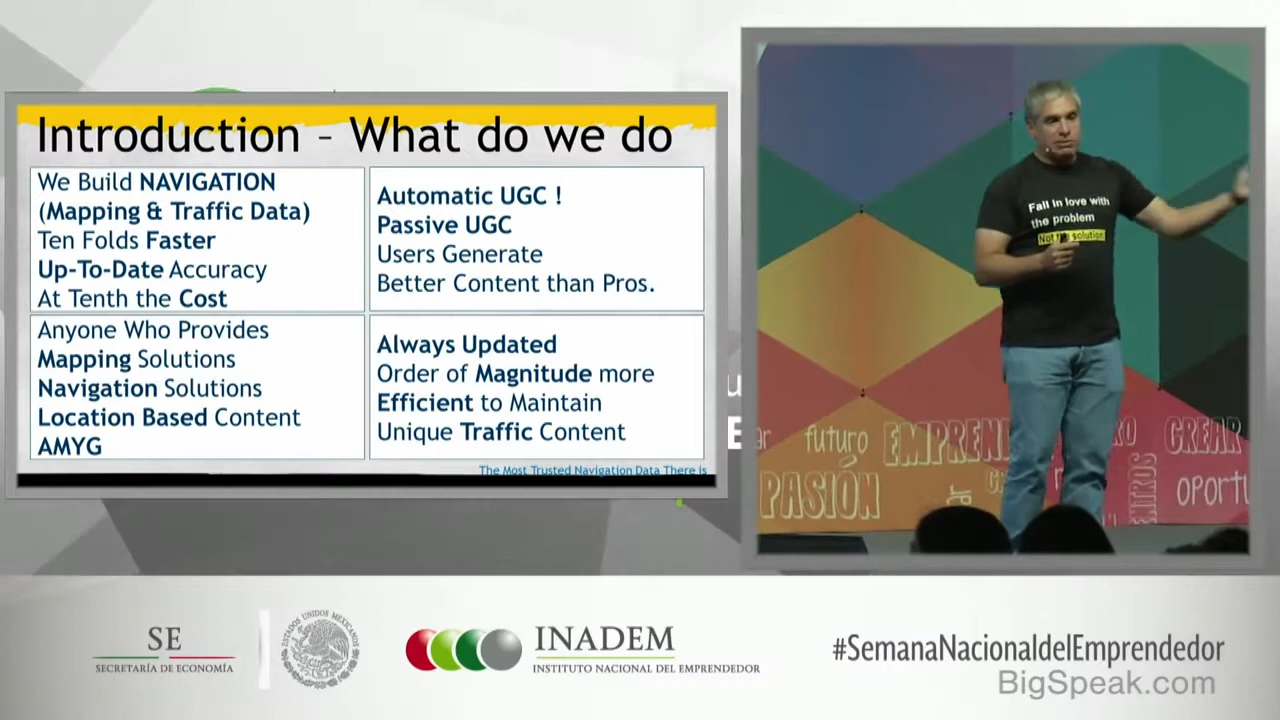 Introduction – What do we do
We Build NAVIGATION
(Mapping & Traffic Data)
Ten Folds Faster
Up-To-Date Accuracy
At Tenth the Cost
Automatic UGC !
Passive UGC
Users Generate
Better Content than Pros.
Anyone Who Provides
Mapping Solutions
Navigation Solutions
Location Based Content
AMYG
Always Updated
Order of Magnitude more
Efficient to Maintain
Unique Traffic Content
The Most Trusted Navigation Data There is
Fall in love with
the problem
Not solution
futuro
CREAR
PASIÓN
SE
SECRETARÍA DE ECONOMÍA
ESTADOS UNIDOS MEXICANOS
INADEM
INSTITUTO NACIONAL DEL EMPRENDEDOR
#SemanaNacionaldelEmprendedor
BigSpeak.com